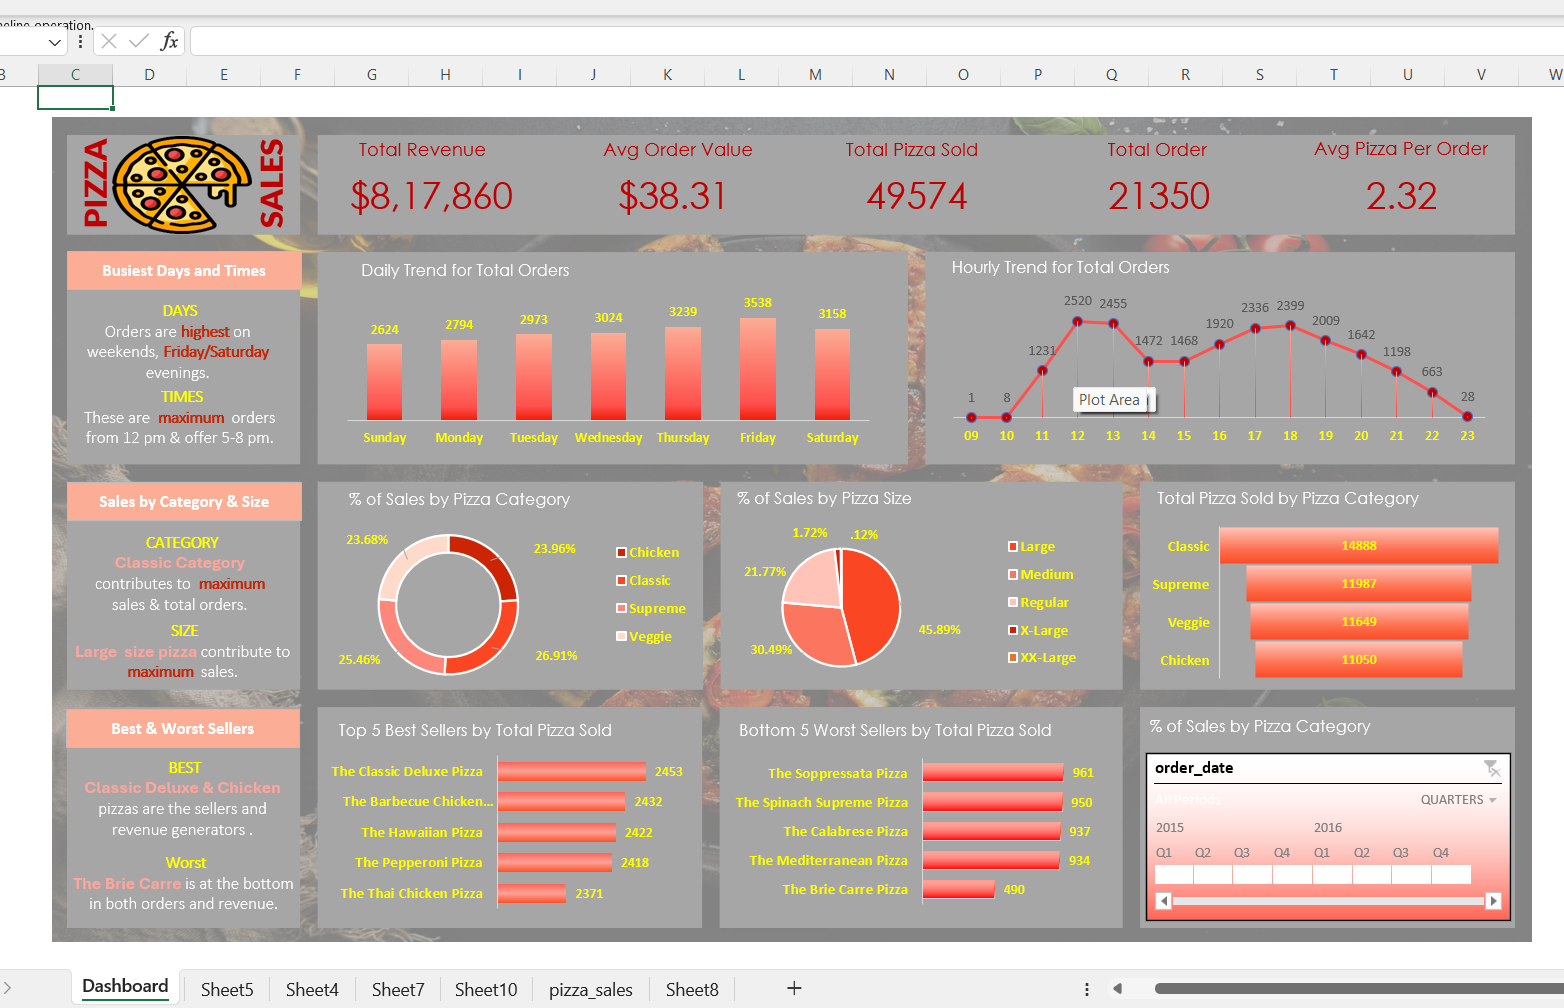 eline operation.
fx
B C D E F G H I J K L M N O P Q R S T U V W
PIZZA
SALES
Total Revenue
$8,17,860
Avg Order Value
$38.31
Total Pizza Sold
49574
Total Order
21350
Avg Pizza Per Order
2.32
Busiest Days and Times
DAYS
Orders are highest on
weekends, Friday/Saturday
evenings.
TIMES
These are maximum orders
from 12 pm & offer 5-8 pm.
Daily Trend for Total Orders
2624 2794 2973 3024 3239 3538 3158
Sunday Monday Tuesday Wednesday Thursday Friday Saturday
Hourly Trend for Total Orders
1 8 1231 2520 2455 1472 1468 1920 2336 2399 2009 1642 1198 663 28
Plot Area
09 10 11 12 13 14 15 16 17 18 19 20 21 22 23
Sales by Category & Size
CATEGORY
Classic Category
contributes to maximum
sales & total orders.
SIZE
Large size pizza contribute to
maximum sales.
% of Sales by Pizza Category
23.68%
23.96%
25.46%
26.91%
Chicken
Classic
Supreme
Veggie
% of Sales by Pizza Size
1.72%
.12%
21.77%
45.89%
30.49%
Large
Medium
Regular
X-Large
XX-Large
Total Pizza Sold by Pizza Category
Classic 14888
Supreme 11987
Veggie 11649
Chicken 11050
Best & Worst Sellers
BEST
Classic Deluxe & Chicken
pizzas are the sellers and
revenue generators .
Worst
The Brie Carre is at the bottom
in both orders and revenue.
Top 5 Best Sellers by Total Pizza Sold
The Classic Deluxe Pizza 2453
The Barbecue Chicken... 2432
The Hawaiian Pizza 2422
The Pepperoni Pizza 2418
The Thai Chicken Pizza 2371
Bottom 5 Worst Sellers by Total Pizza Sold
The Soppressata Pizza 961
The Spinach Supreme Pizza 950
The Calabrese Pizza 937
The Mediterranean Pizza 934
The Brie Carre Pizza 490
% of Sales by Pizza Category
order_date
All Periods QUARTERS
2015 2016
Q1 Q2 Q3 Q4 Q1 Q2 Q3 Q4
Dashboard Sheet5 Sheet4 Sheet7 Sheet10 pizza_sales Sheet8